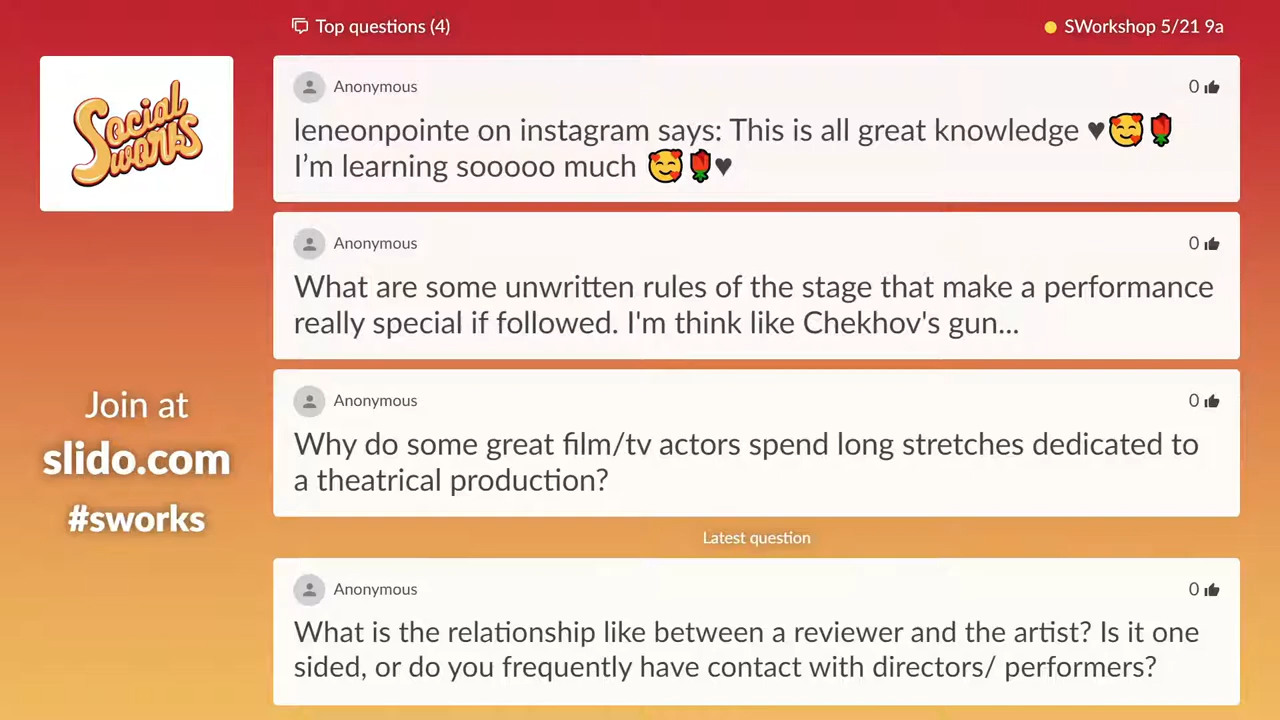 Top questions (4)
SWorkshop 5/21 9a
Social
Works
Anonymous
0
leneonpointe on instagram says: This is all great knowledge ♥🥰🌹
I'm learning sooooo much 🥰🌹♥
Anonymous
0
What are some unwritten rules of the stage that make a performance
really special if followed. I'm think like Chekhov's gun...
Anonymous
0
Why do some great film/tv actors spend long stretches dedicated to
a theatrical production?
Join at
slido.com
#sworks
Latest question
Anonymous
0
What is the relationship like between a reviewer and the artist? Is it one
sided, or do you frequently have contact with directors/ performers?